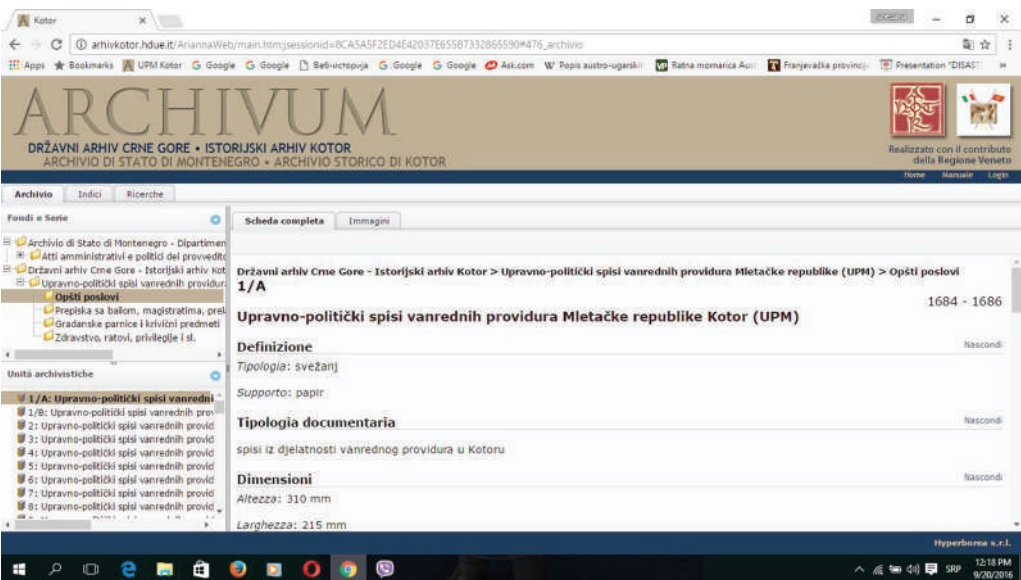 Kotor
arhivkotor.hdue.it/AriannaWeb/main.htm;jsessionid=8CA5A5F2ED4E42037E655B7332865590#476_archivio
Apps Bookmarks UPM Kotor Google Google Веб-историја Google Google Ask.com Popis austro-ugarskih Ratna mornarica Aus Franjevačka provinci Presentation "DISAST
ARCHIVUM
DRŽAVNI ARHIV CRNE GORE • ISTORIJSKI ARHIV KOTOR
ARCHIVIO DI STATO DI MONTENEGRO • ARCHIVIO STORICO DI KOTOR
Realizzato con il contributo
della Regione Veneto
Home Manuale Login
Archivio Indici Ricerche
Fondi e Serie
Archivio di Stato di Montenegro - Dipartimen
Atti amministrativi e politici dei provvedito
Državni arhiv Crne Gore - Istorijski arhiv Kot
Upravno-politički spisi vanrednih providur
Opšti poslovi
Prepiska sa bailom, magistratima, prel
Građanske parnice i krivični predmeti
Zdravstvo, ratovi, privilegije i sl.
Unità archivistiche
1/A: Upravno-politički spisi vanredni
1/B: Upravno-politički spisi vanrednih prov
2: Upravno-politički spisi vanrednih provid
3: Upravno-politički spisi vanrednih provid
4: Upravno-politički spisi vanrednih provid
5: Upravno-politički spisi vanrednih provid
6: Upravno-politički spisi vanrednih provid
7: Upravno-politički spisi vanrednih provid
8: Upravno-politički spisi vanrednih provid
Scheda completa Immagini
Državni arhiv Crne Gore - Istorijski arhiv Kotor > Upravno-politički spisi vanrednih providura Mletačke republike (UPM) > Opšti poslovi
1/A
1684 - 1686
Upravno-politički spisi vanrednih providura Mletačke republike Kotor (UPM)
Definizione Nascondi
Tipologia: svežanj
Supporto: papir
Tipologia documentaria Nascondi
spisi iz djelatnosti vanrednog providura u Kotoru
Dimensioni Nascondi
Altezza: 310 mm
Larghezza: 215 mm
Hyperborea s.r.l.
SRP
12:18 PM
9/20/2016